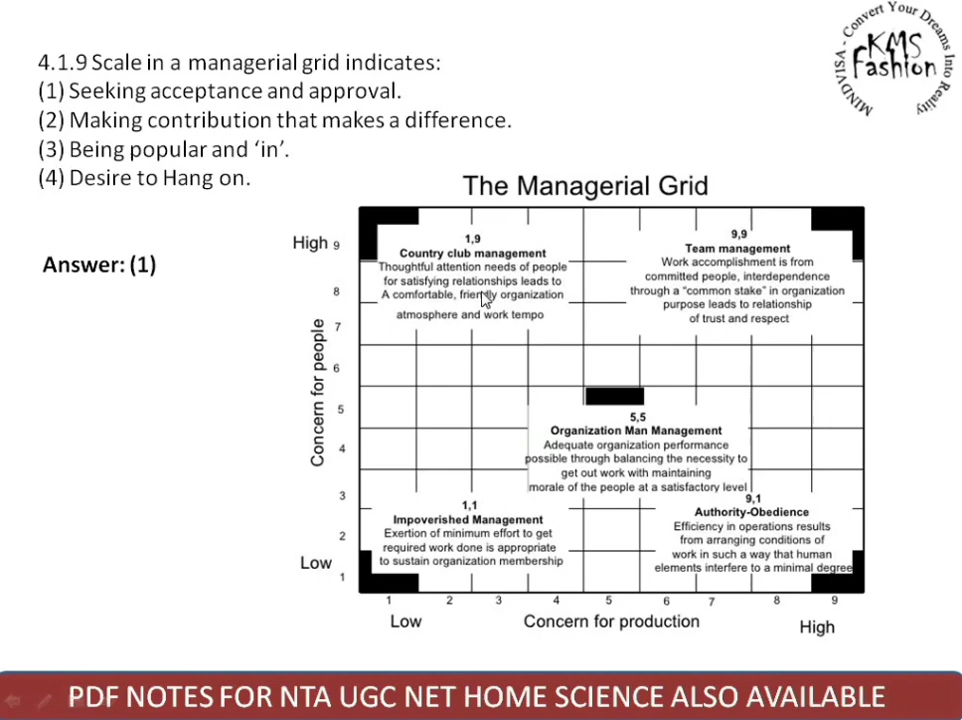 4.1.9 Scale in a managerial grid indicates:
(1) Seeking acceptance and approval.
(2) Making contribution that makes a difference.
(3) Being popular and ‘in’.
(4) Desire to Hang on.
Answer: (1)
MINDVISA - Convert Your Dreams Into Reality
KMS
Fashion
The Managerial Grid
High 9
8
7
6
5
4
3
2
Low
1
Concern for people
1,9
Country club management
Thoughtful attention needs of people
for satisfying relationships leads to
A comfortable, friendly organization
atmosphere and work tempo
9,9
Team management
Work accomplishment is from
committed people, interdependence
through a “common stake” in organization
purpose leads to relationship
of trust and respect
5,5
Organization Man Management
Adequate organization performance
possible through balancing the necessity to
get out work with maintaining
morale of the people at a satisfactory level
1,1
Impoverished Management
Exertion of minimum effort to get
required work done is appropriate
to sustain organization membership
9,1
Authority-Obedience
Efficiency in operations results
from arranging conditions of
work in such a way that human
elements interfere to a minimal degree
1 2 3 4 5 6 7 8 9
Low Concern for production High
PDF NOTES FOR NTA UGC NET HOME SCIENCE ALSO AVAILABLE